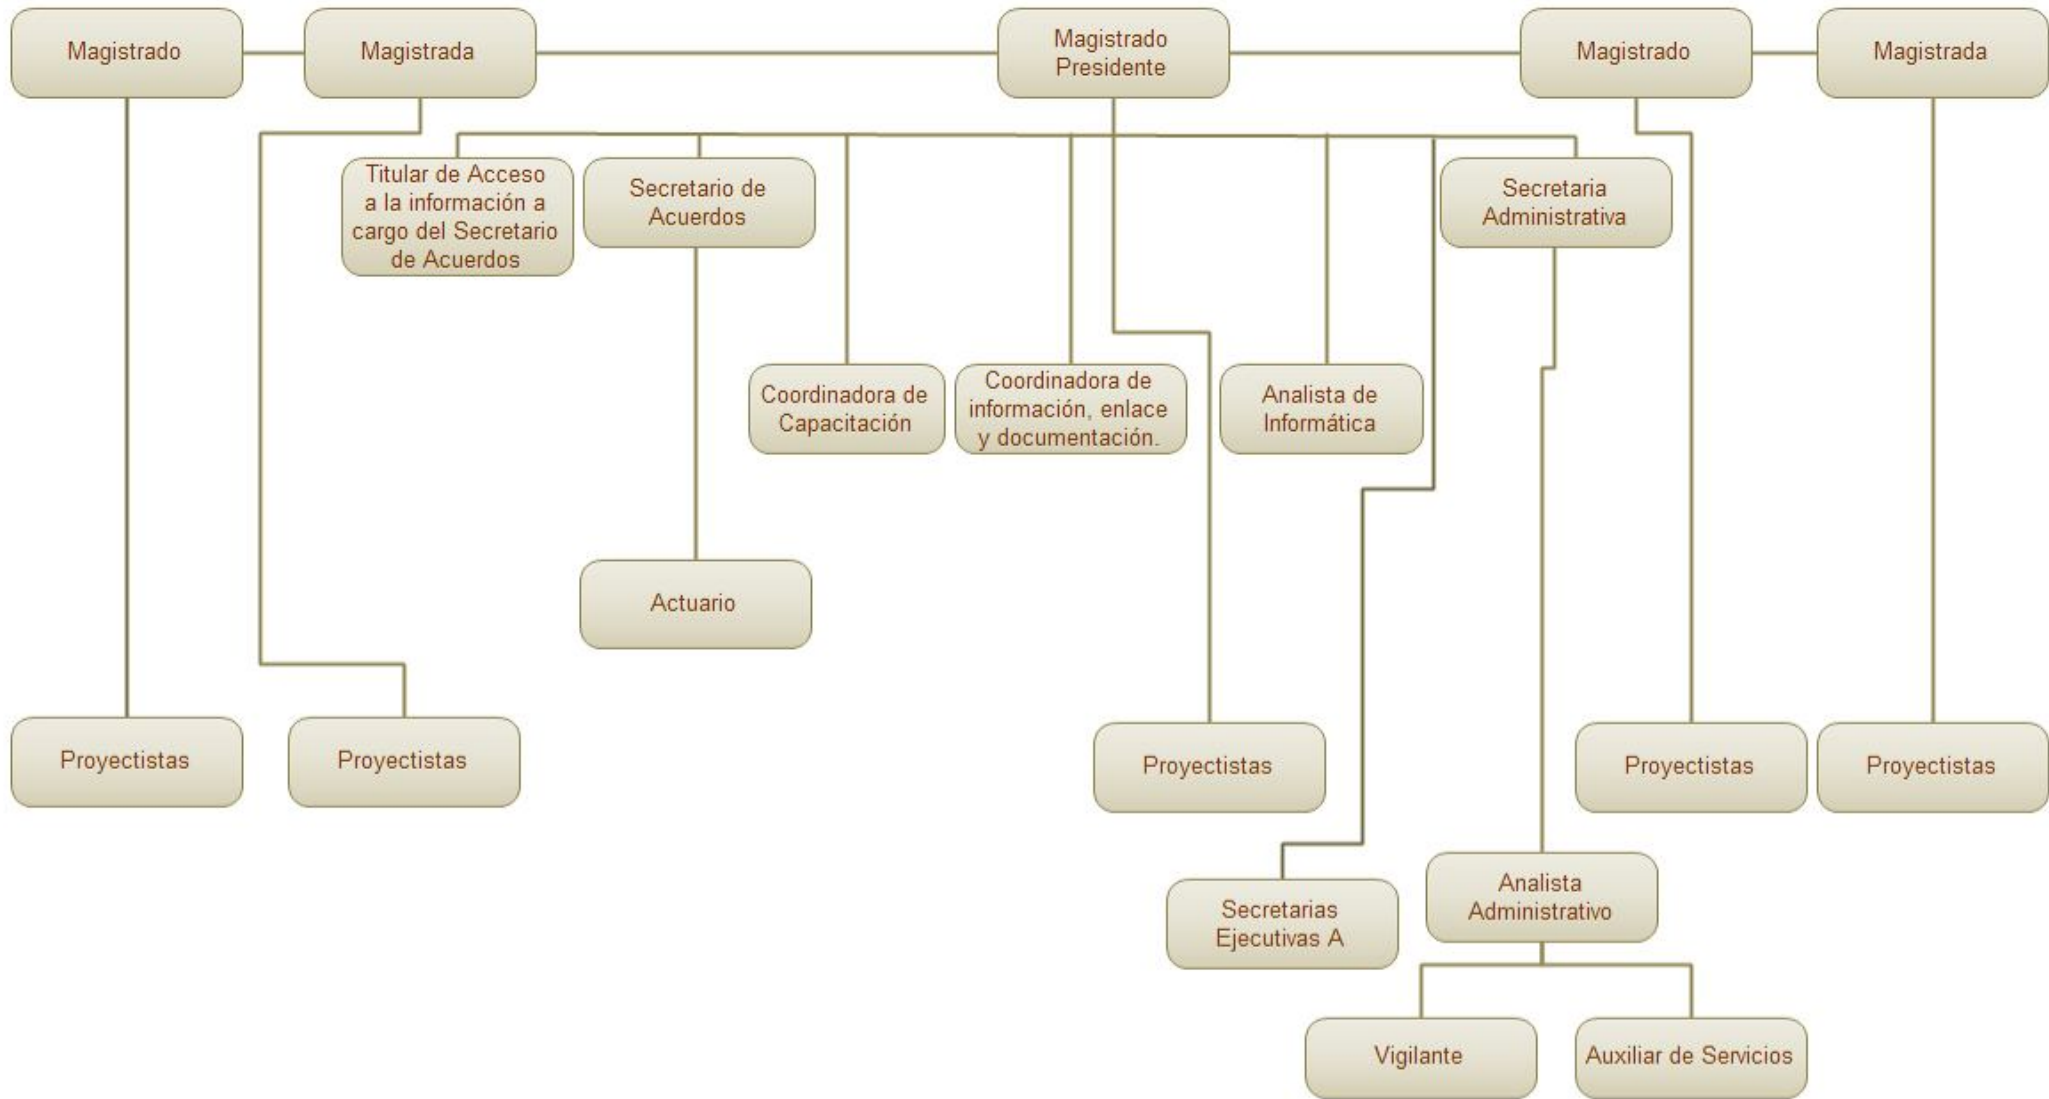 Magistrado
Magistrada
Magistrado
Presidente
Magistrado
Magistrada
Titular de Acceso
a la información a
cargo del Secretario
de Acuerdos
Secretario de
Acuerdos
Secretaria
Administrativa
Coordinadora de
Capacitación
Coordinadora de
información, enlace
y documentación.
Analista de
Informática
Actuario
Proyectistas
Proyectistas
Proyectistas
Proyectistas
Proyectistas
Secretarias
Ejecutivas A
Analista
Administrativo
Vigilante
Auxiliar de Servicios